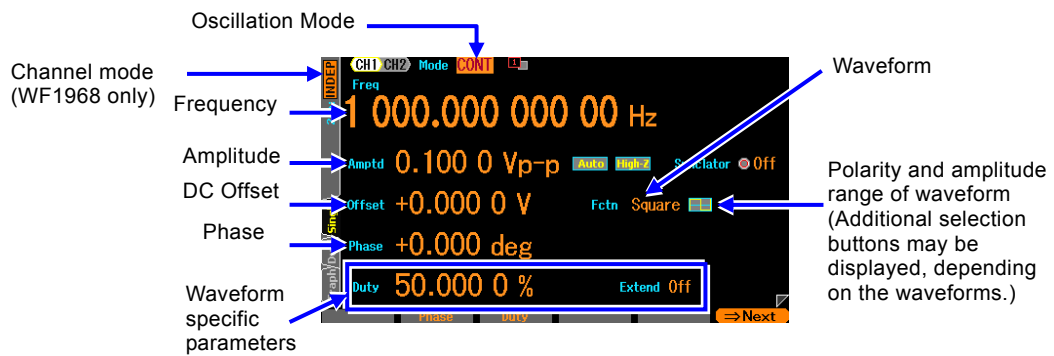 Oscillation Mode
Channel mode
(WF1968 only)
Frequency
Amplitude
DC Offset
Phase
Waveform
specific
parameters
INDEP
CH1 CH2 Mode CONT 1
Freq
1 000.000 000 00 Hz
Amptd 0.100 0 Vp-p Auto High-Z Off
Offset +0.000 0 V Fctn Square
Phase +0.000 deg
Duty 50.000 0 % Extend Off
Phase Duty ⇒Next
Waveform
Polarity and amplitude
range of waveform
(Additional selection
buttons may be
displayed, depending
on the waveforms.)